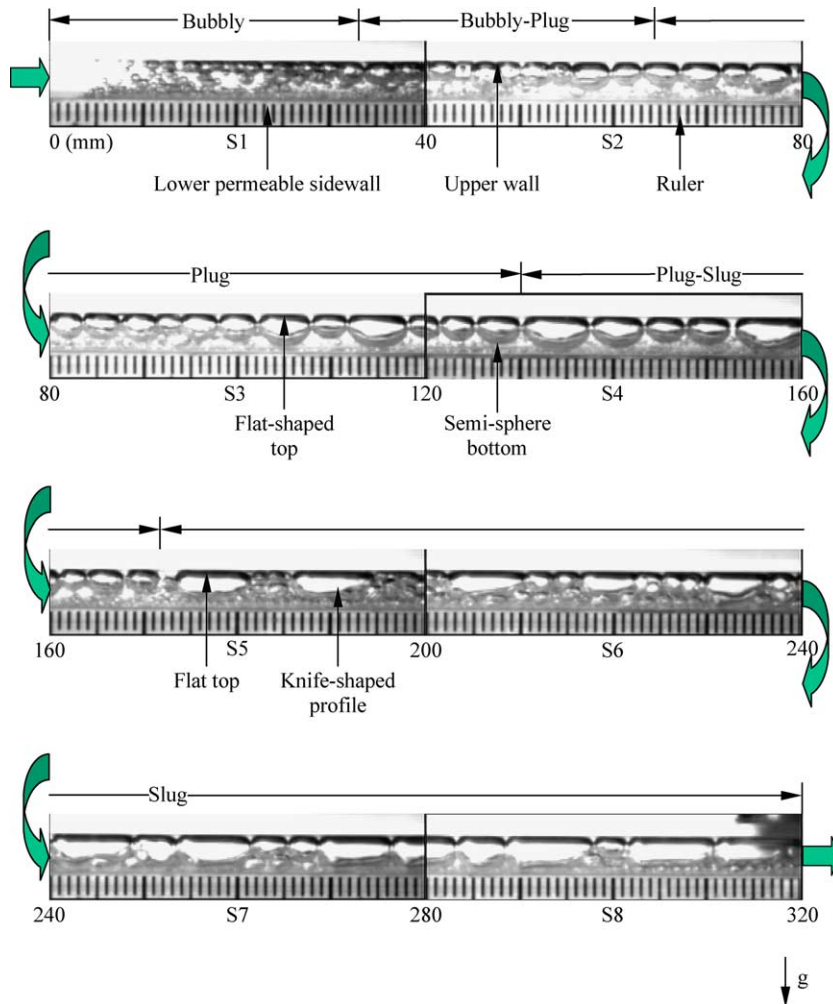 Bubbly Bubbly-Plug
0 (mm) S1 40 S2 80
Lower permeable sidewall Upper wall Ruler
Plug Plug-Slug
80 S3 120 S4 160
Flat-shaped top Semi-sphere bottom
160 S5 200 S6 240
Flat top Knife-shaped profile
Slug
240 S7 280 S8 320
g